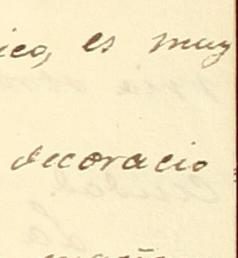 ico, es muy
decoracio